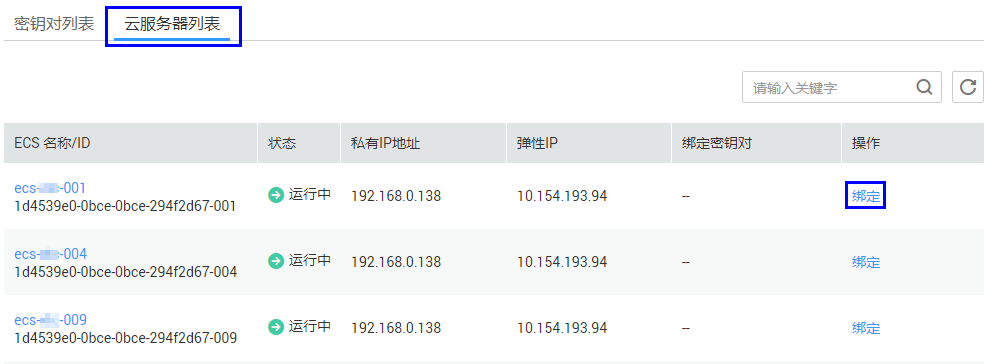 密钥对列表 云服务器列表
请输入关键字
ECS 名称/ID 状态 私有IP地址 弹性IP 绑定密钥对 操作
ecs- -001
1d4539e0-0bce-0bce-294f2d67-001 运行中 192.168.0.138 10.154.193.94 -- 绑定
ecs- -004
1d4539e0-0bce-0bce-294f2d67-004 运行中 192.168.0.138 10.154.193.94 -- 绑定
ecs- -009
1d4539e0-0bce-0bce-294f2d67-009 运行中 192.168.0.138 10.154.193.94 -- 绑定